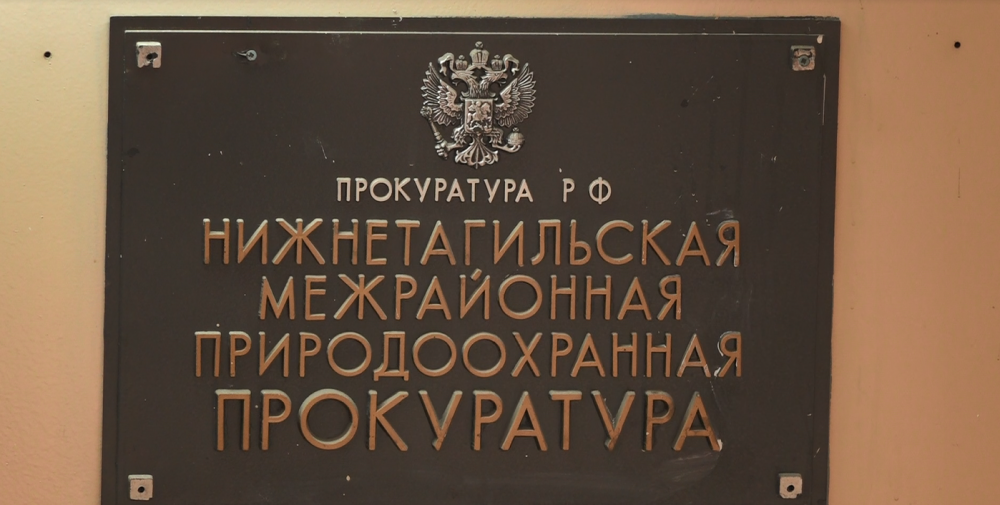 ПРОКУРАТУРА РФ
НИЖНЕТАГИЛЬСКАЯ
МЕЖРАЙОННАЯ
ПРИРОДООХРАННАЯ
ПРОКУРАТУРА